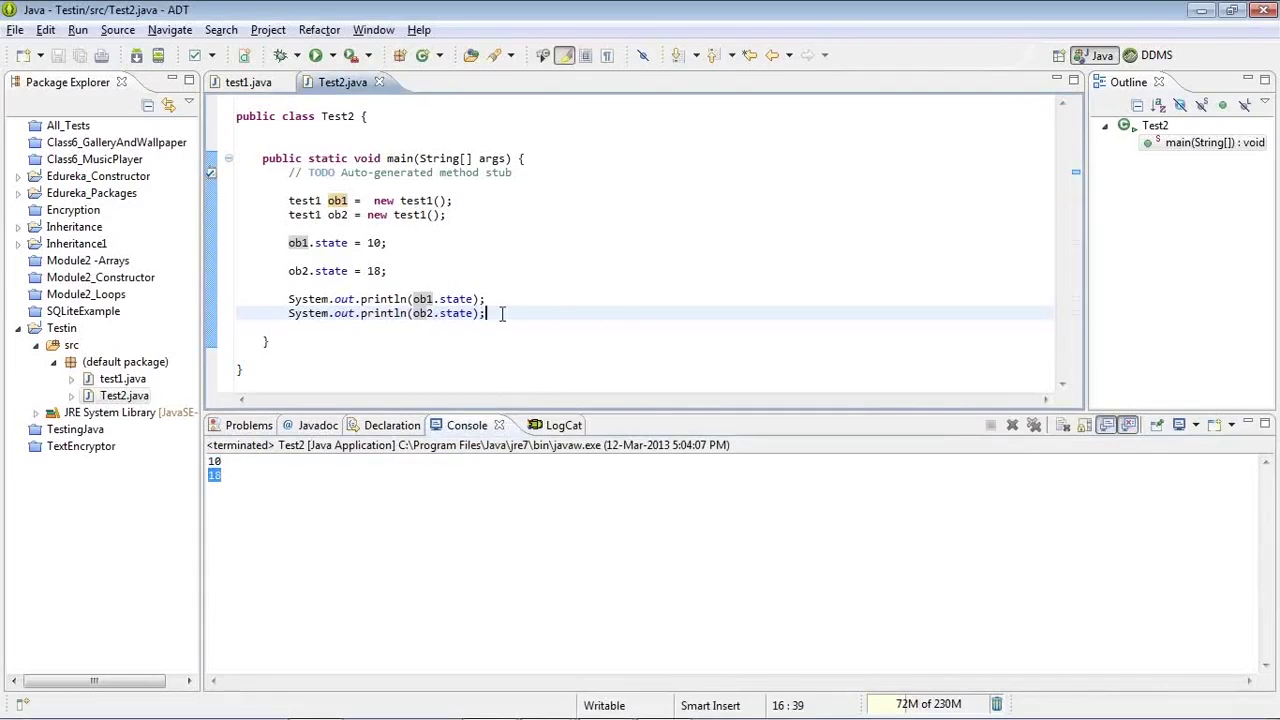 Java - Testin/src/Test2.java - ADT
File Edit Run Source Navigate Search Project Refactor Window Help
Java DDMS
Package Explorer
test1.java
Test2.java
Outline
All_Tests
Class6_GalleryAndWallpaper
Class6_MusicPlayer
Edureka_Constructor
Edureka_Packages
Encryption
Inheritance
Inheritance1
Module2 -Arrays
Module2_Constructor
Module2_Loops
SQLiteExample
Testin
src
(default package)
test1.java
Test2.java
JRE System Library [JavaSE-
TestingJava
TextEncryptor
public class Test2 {
public static void main(String[] args) {
// TODO Auto-generated method stub
test1 ob1 =  new test1();
test1 ob2 = new test1();
ob1.state = 10;
ob2.state = 18;
System.out.println(ob1.state);
System.out.println(ob2.state);
}
}
Test2
main(String[]) : void
Problems Javadoc Declaration Console LogCat
<terminated> Test2 [Java Application] C:\Program Files\Java\jre7\bin\javaw.exe (12-Mar-2013 5:04:07 PM)
10
18
Writable Smart Insert 16 : 39 72M of 230M